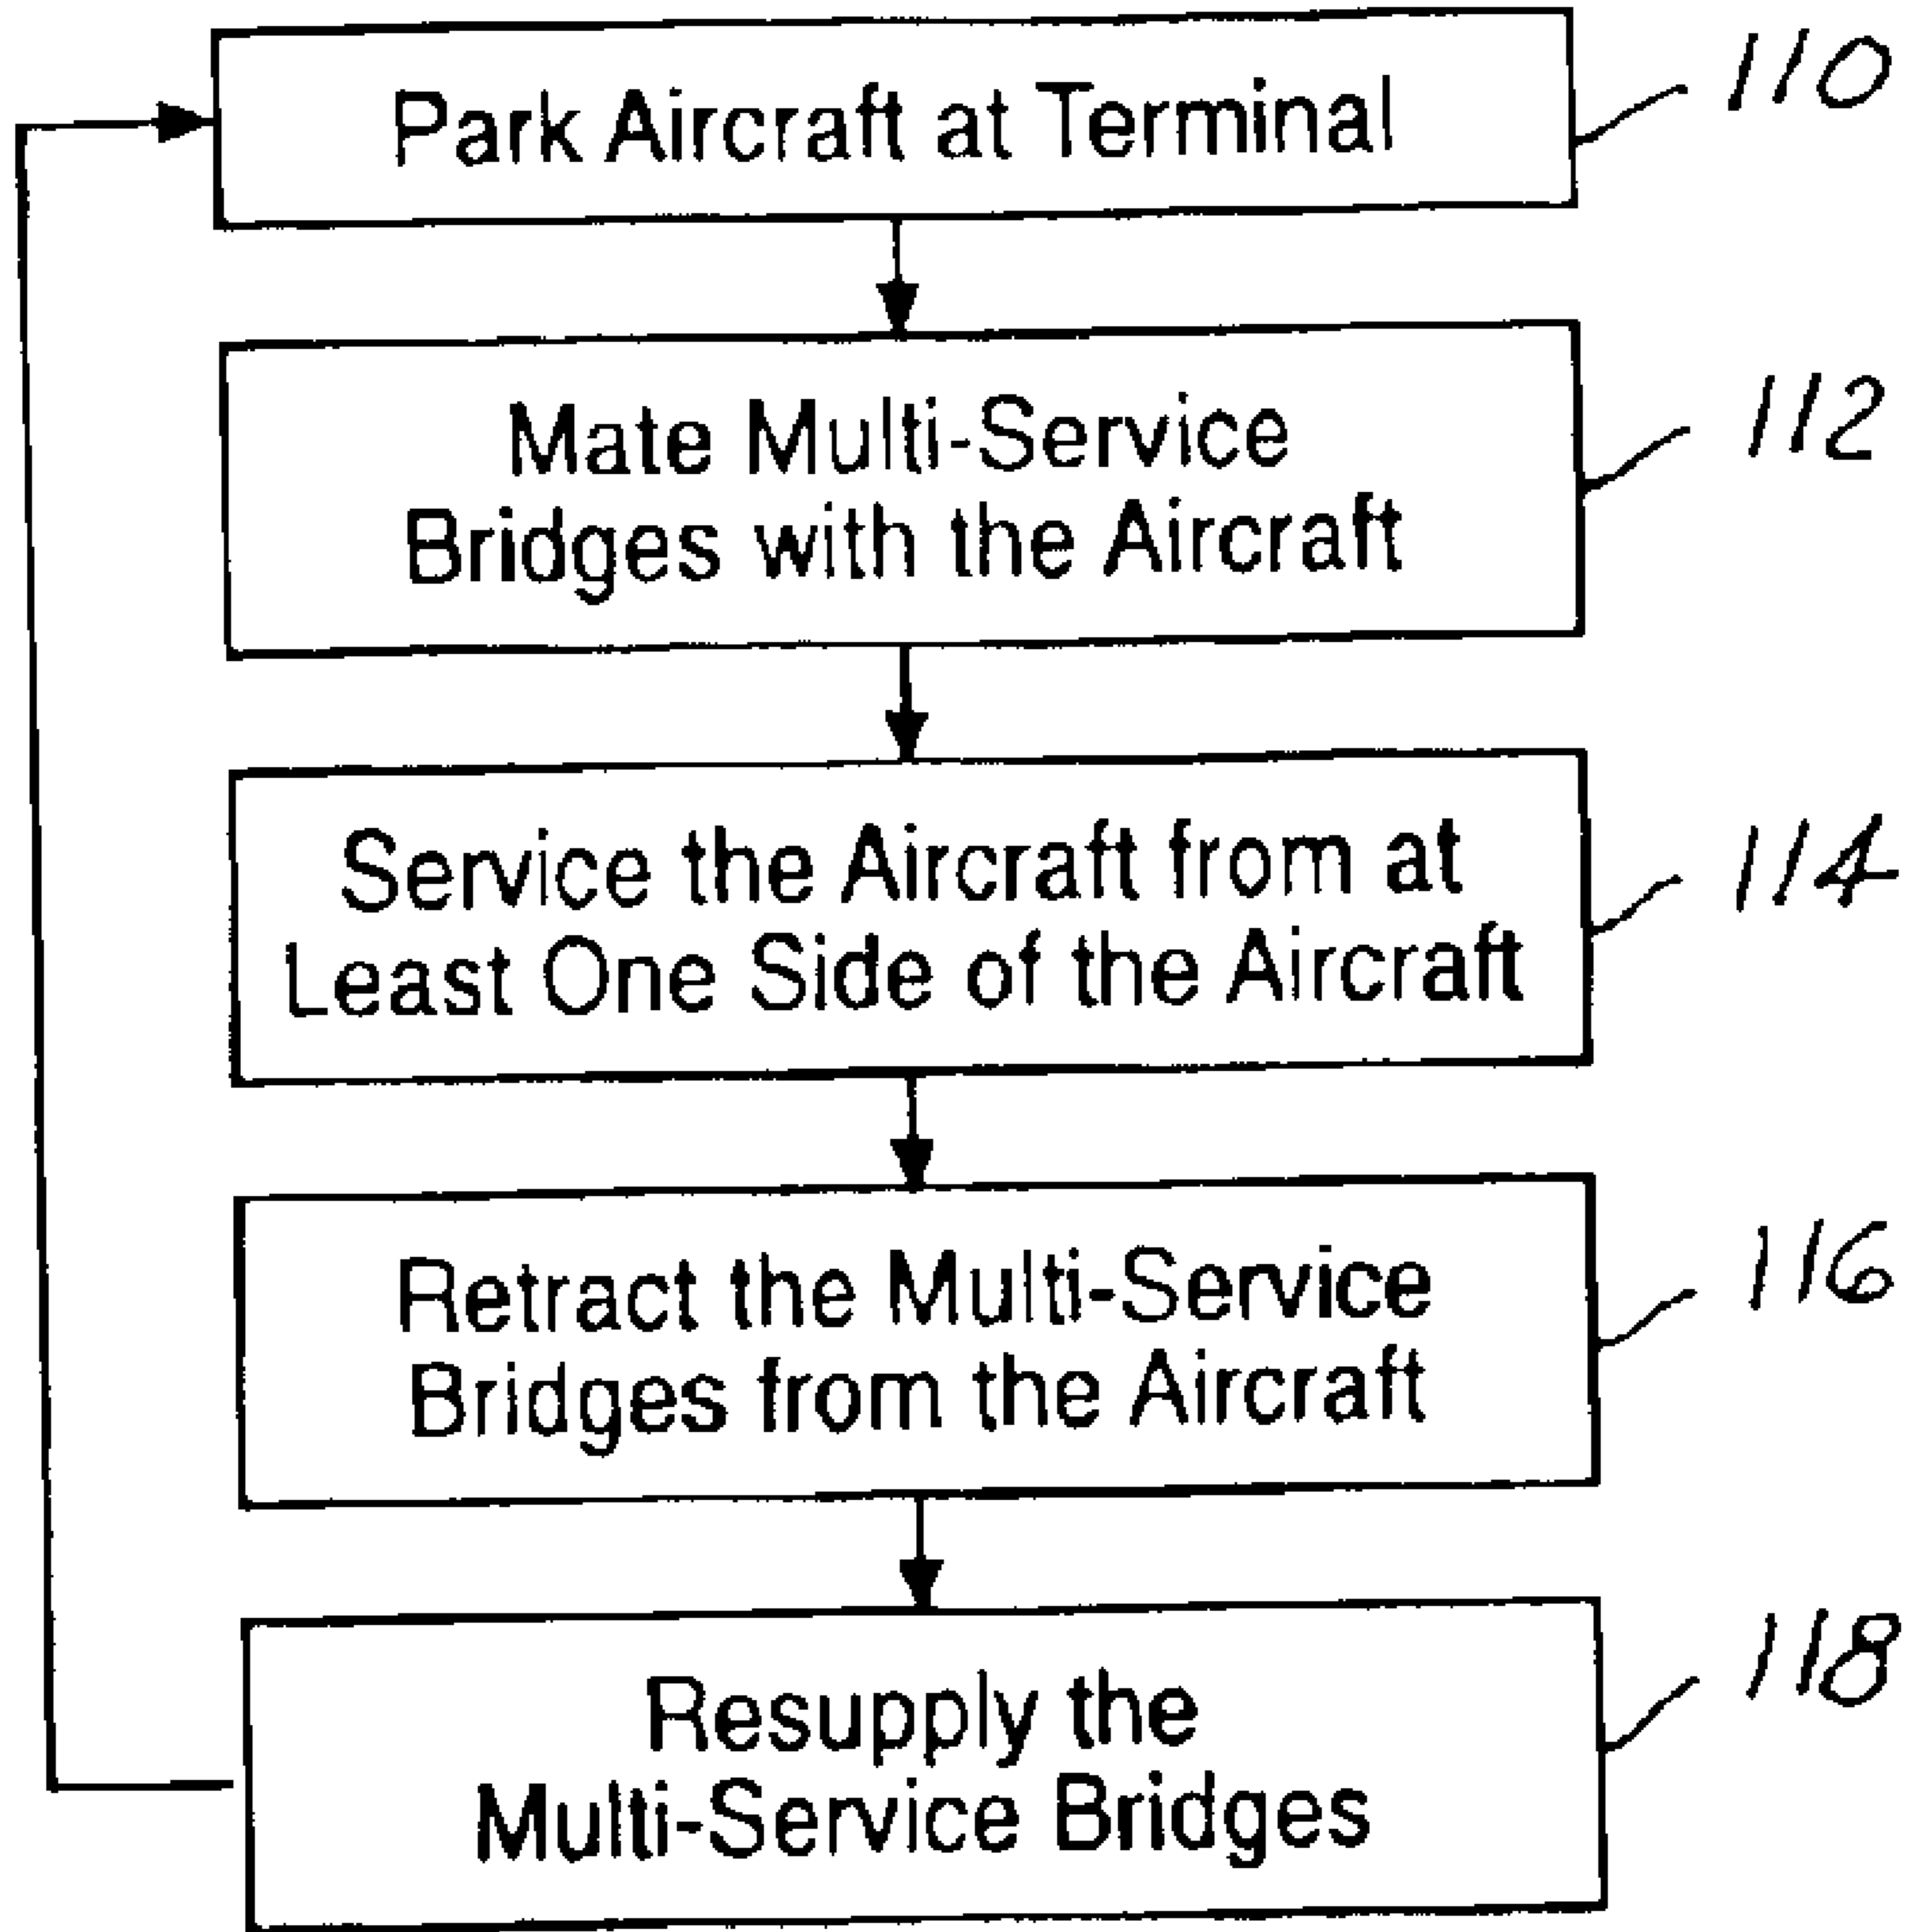 Park Aircraft at Terminal
110
Mate Multi-Service
Bridges with the Aircraft
112
Service the Aircraft from at
Least One Side of the Aircraft
114
Retract the Multi-Service
Bridges from the Aircraft
116
Resupply the
Multi-Service Bridges
118